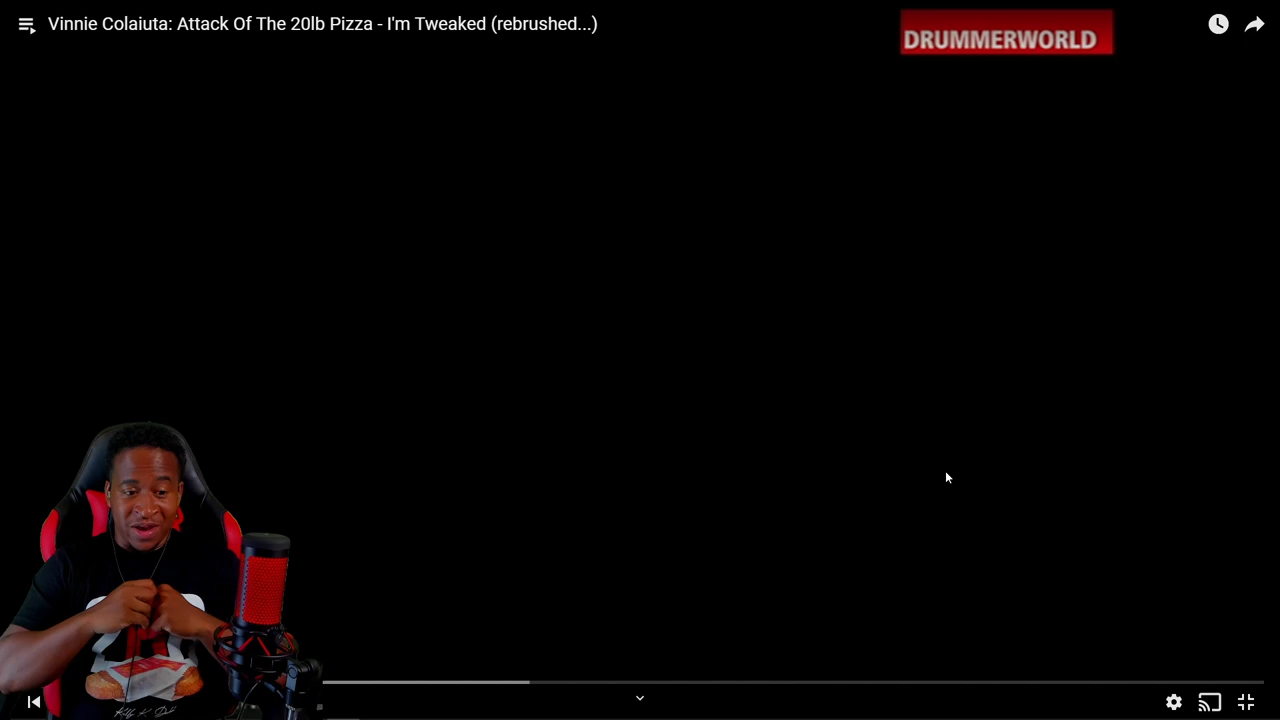 Vinnie Colaiuta: Attack Of The 20lb Pizza - I'm Tweaked (rebrushed...)
DRUMMERWORLD